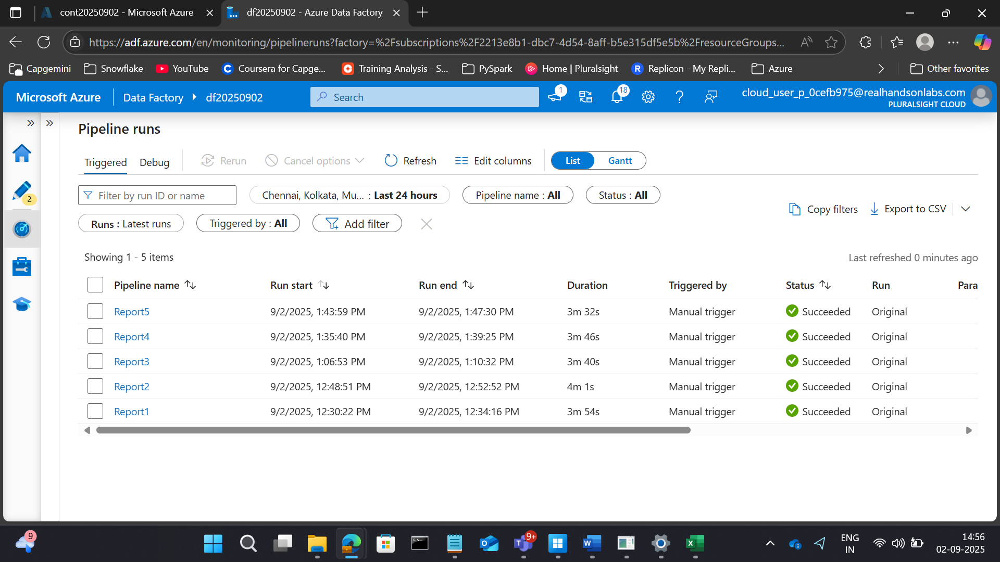 cont20250902 - Microsoft Azure
df20250902 - Azure Data Factory
https://adf.azure.com/en/monitoring/pipelineruns?factory=%2Fsubscriptions%2F2213e8b1-dbc7-4d54-8aff-b5e315df5e5b%2FresourceGroups...
Capgemini Snowflake YouTube Coursera for Capge... Training Analysis - S... PySpark Home | Pluralsight Replicon - My Repli... Azure Other favorites
Microsoft Azure Data Factory df20250902 Search 1 18 cloud_user_p_0cefb975@realhandsonlabs.com
PLURALSIGHT CLOUD
Pipeline runs
Triggered Debug Rerun Cancel options Refresh Edit columns List Gantt
2
Filter by run ID or name Chennai, Kolkata, Mu... : Last 24 hours Pipeline name : All Status : All
Copy filters Export to CSV
Runs : Latest runs Triggered by : All Add filter
Showing 1 - 5 items Last refreshed 0 minutes ago
Pipeline name Run start Run end Duration Triggered by Status Run Para
Report5 9/2/2025, 1:43:59 PM 9/2/2025, 1:47:30 PM 3m 32s Manual trigger Succeeded Original
Report4 9/2/2025, 1:35:40 PM 9/2/2025, 1:39:25 PM 3m 46s Manual trigger Succeeded Original
Report3 9/2/2025, 1:06:53 PM 9/2/2025, 1:10:32 PM 3m 40s Manual trigger Succeeded Original
Report2 9/2/2025, 12:48:51 PM 9/2/2025, 12:52:52 PM 4m 1s Manual trigger Succeeded Original
Report1 9/2/2025, 12:30:22 PM 9/2/2025, 12:34:16 PM 3m 54s Manual trigger Succeeded Original
9 9+ ENG 14:56
IN 02-09-2025